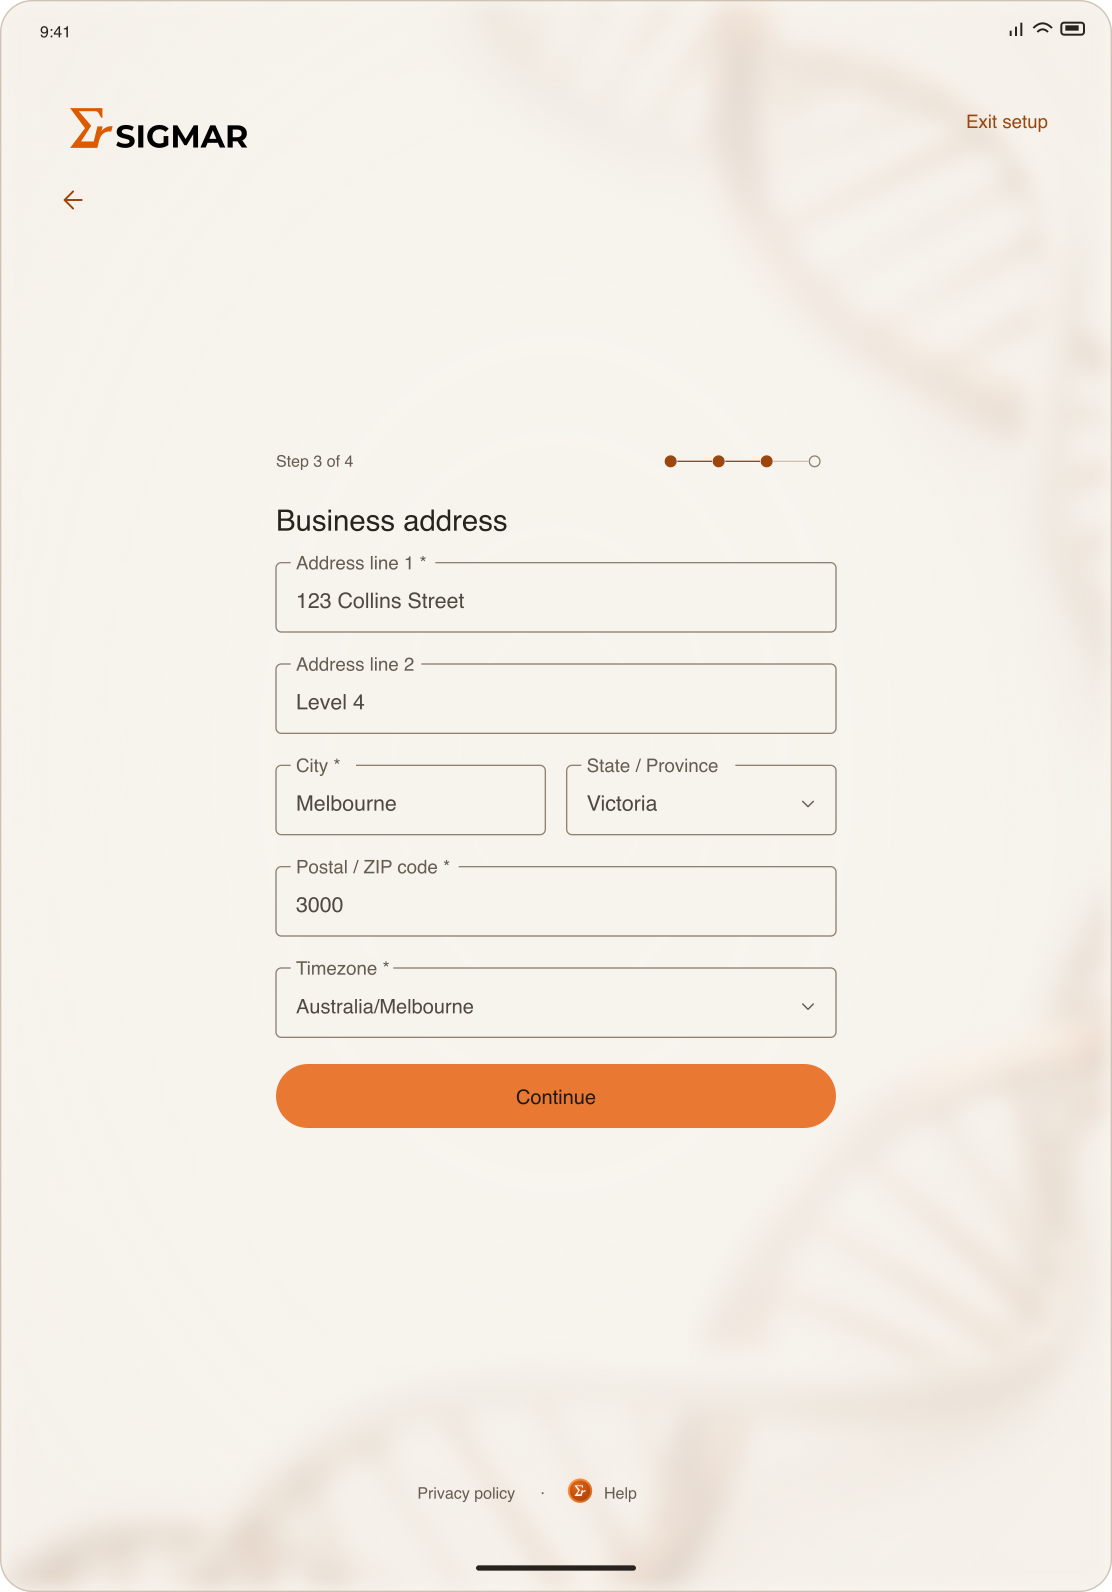 9:41
SIGMAR
Exit setup
Step 3 of 4
Business address
Address line 1 *
123 Collins Street
Address line 2
Level 4
City *
Melbourne
State / Province
Victoria
Postal / ZIP code *
3000
Timezone *
Australia/Melbourne
Continue
Privacy policy · Help